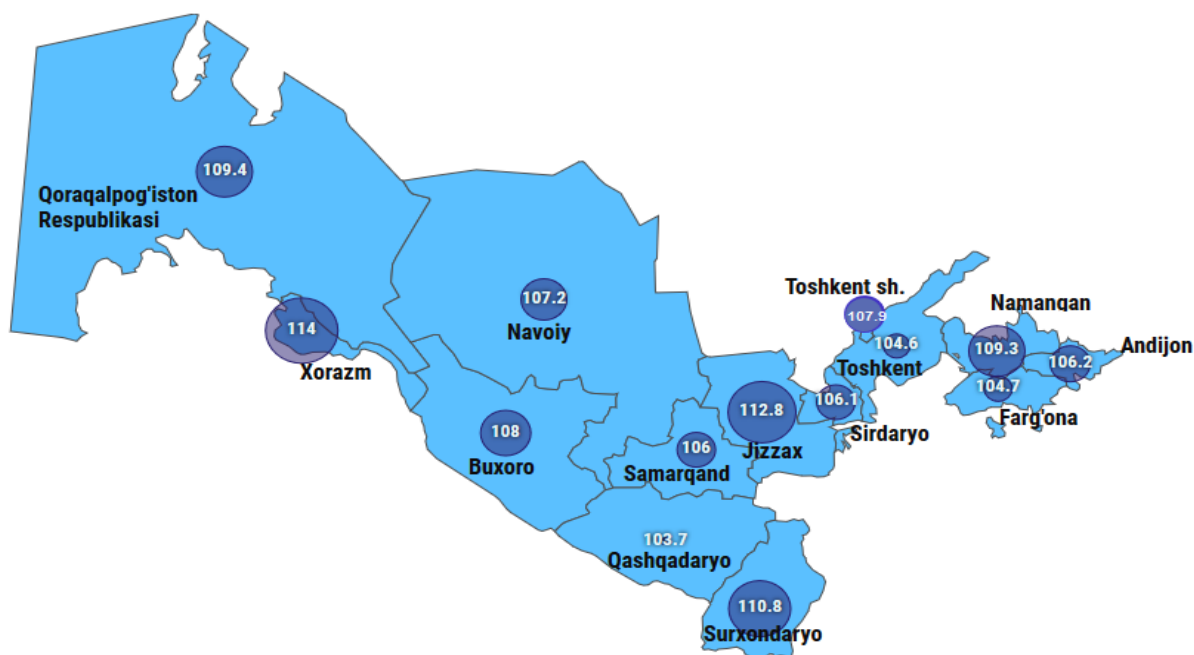 109.4
Qoraqalpog'iston
Respublikasi
114
Xorazm
107.2
Navoiy
108
Buxoro
106
Samarqand
103.7
Qashqadaryo
110.8
Surxondaryo
112.8
Jizzax
106.1
Sirdaryo
Toshkent sh.
107.9
104.6
Toshkent
Namangan
109.3
106.2
Andijon
104.7
Farg'ona